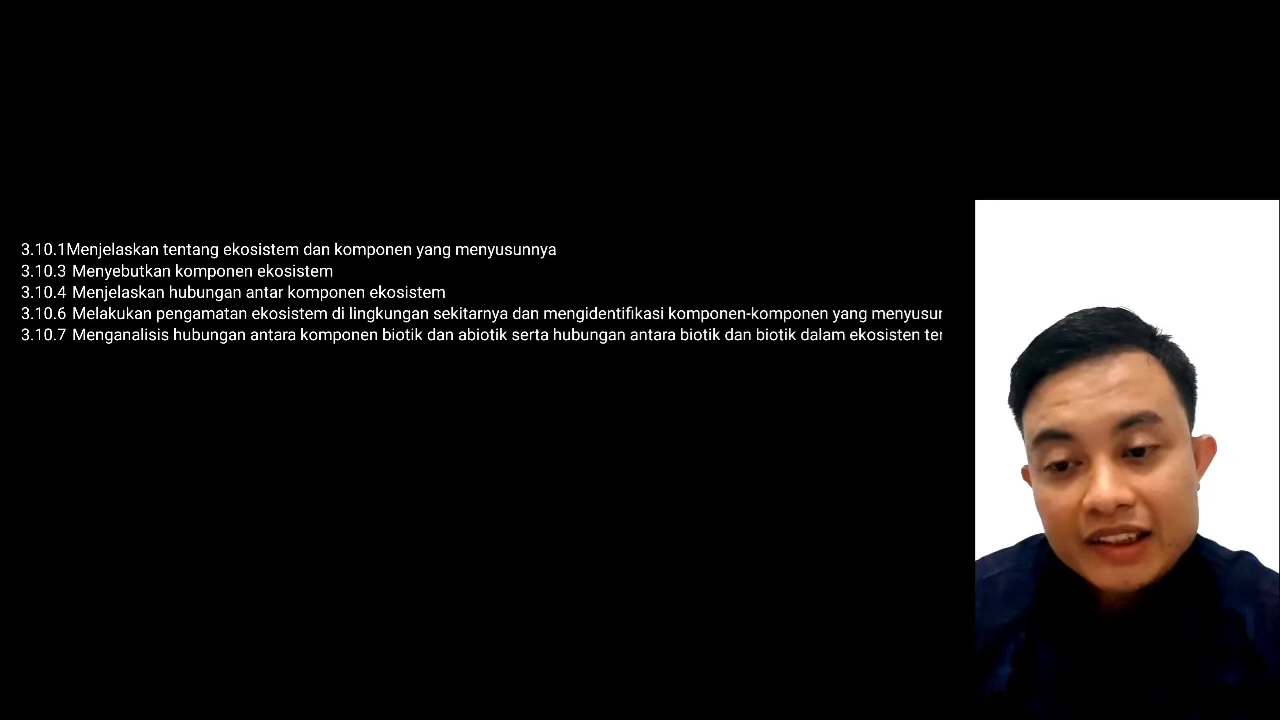 3.10.1Menjelaskan tentang ekosistem dan komponen yang menyusunnya
3.10.3 Menyebutkan komponen ekosistem
3.10.4 Menjelaskan hubungan antar komponen ekosistem
3.10.6 Melakukan pengamatan ekosistem di lingkungan sekitarnya dan mengidentifikasi komponen-komponen yang
3.10.7 Menganalisis hubungan antara komponen biotik dan abiotik serta hubungan antara biotik dan biotik dalam ekosisten